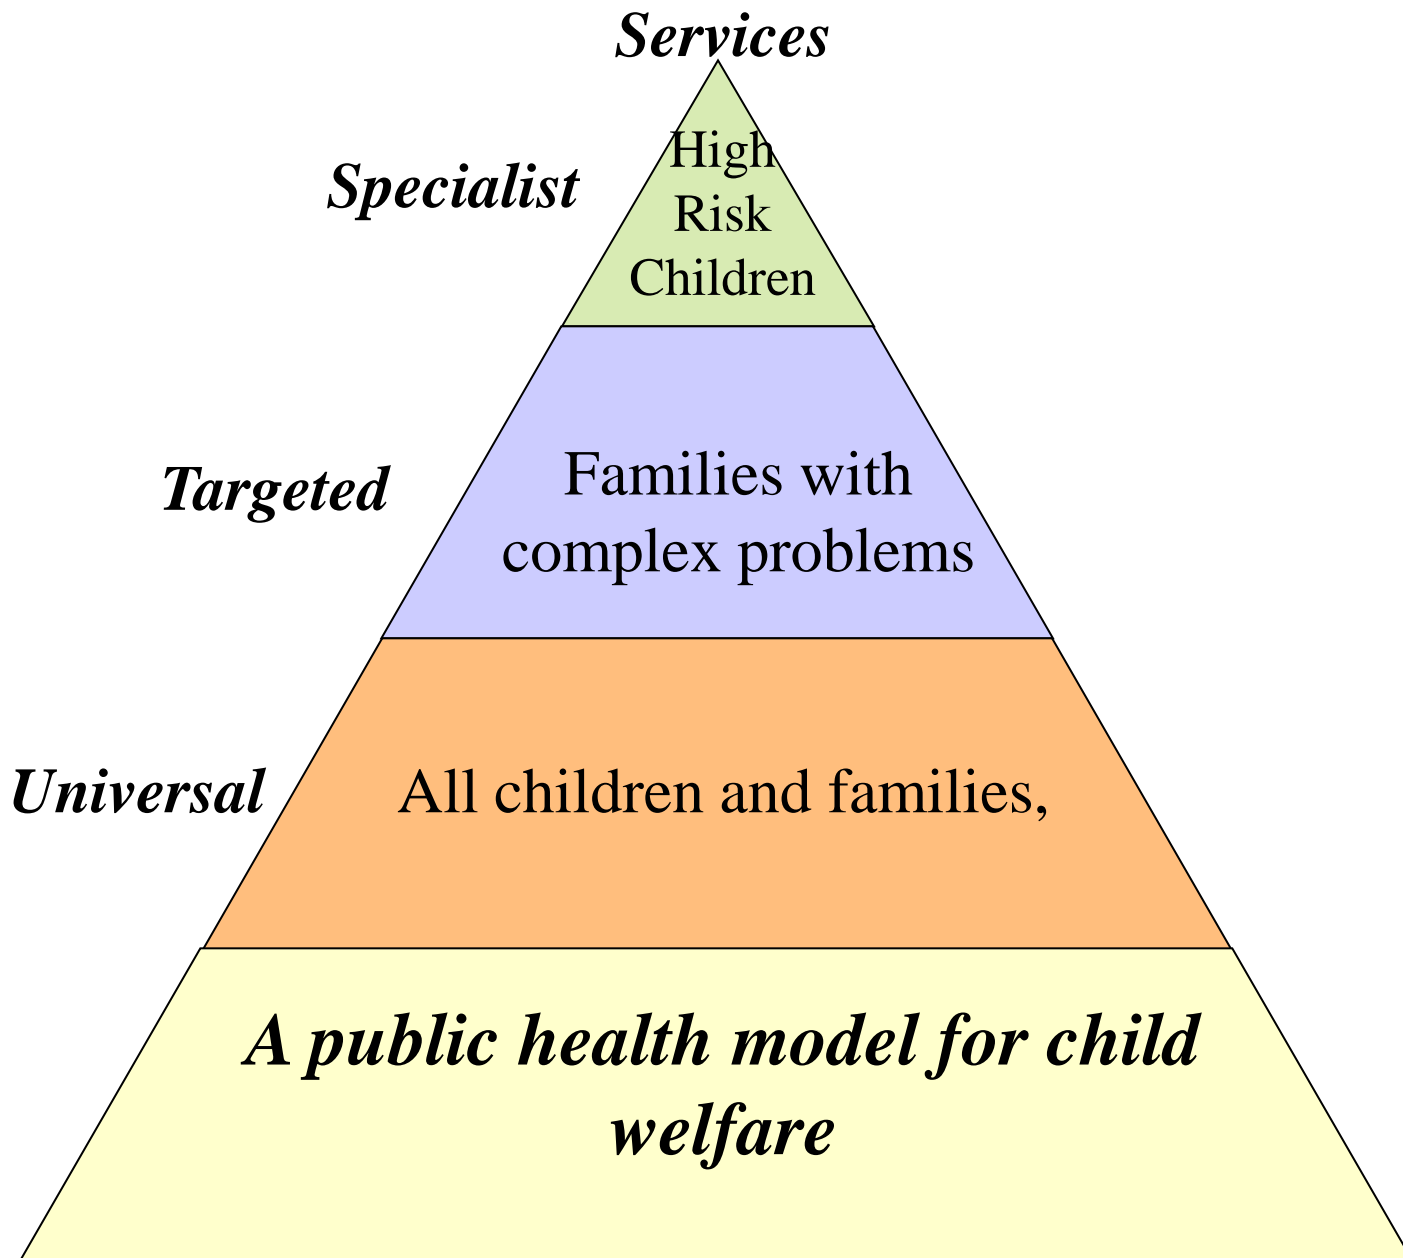 Services
High
Specialist
Risk
Children
Families with
Targeted
complex problems
Universal
All children and families,
A public health model for child
welfare